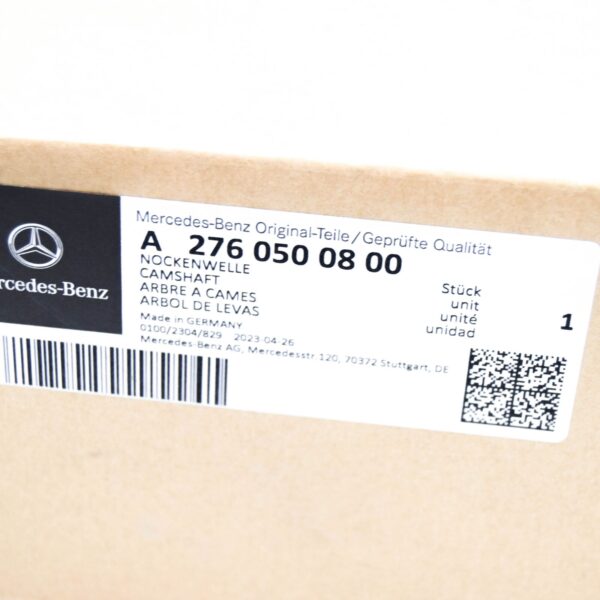 Mercedes-Benz Original-Teile/Geprüfte Qualität
A 276 050 08 00
NOCKENWELLE
CAMSHAFT
ARBRE A CAMES
ARBOL DE LEVAS
Stück
unit
unité
unidad
1
Made in GERMANY
0100/2304/829 2023-04-26
Mercedes-Benz AG, Mercedesstr 120, 70372 Stuttgart, DE
rcedes-Benz